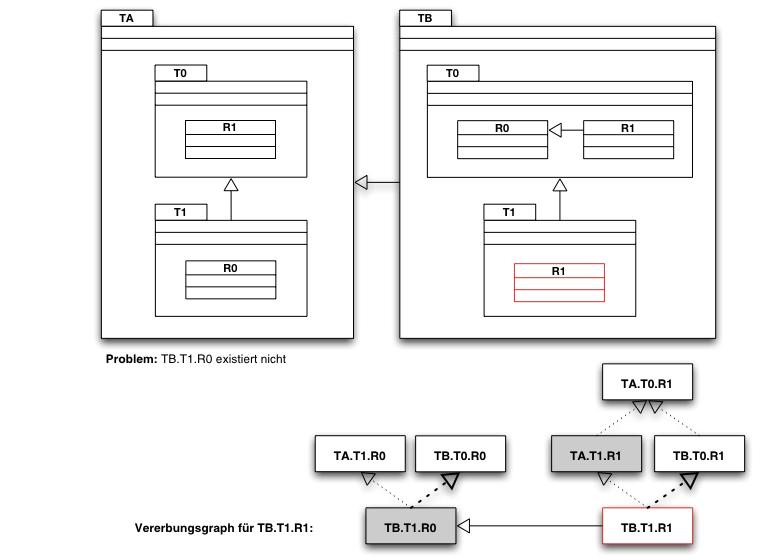 TA
TB
T0
T0
R1
R0
R1
T1
T1
R0
R1
Problem: TB.T1.R0 existiert nicht
TA.T0.R1
TA.T1.R0
TB.T0.R0
TA.T1.R1
TB.T0.R1
Vererbungsgraph für TB.T1.R1:
TB.T1.R0
TB.T1.R1